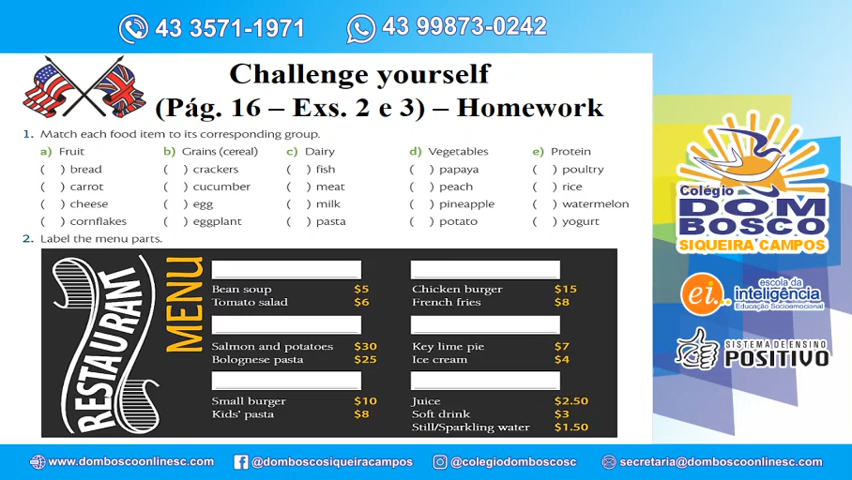 43 3571-1971 43 99873-0242
Challenge yourself
(Pág. 16 – Exs. 2 e 3) – Homework
1. Match each food item to its corresponding group.
a) Fruit b) Grains (cereal) c) Dairy d) Vegetables e) Protein
( ) bread ( ) crackers ( ) fish ( ) papaya ( ) poultry
( ) carrot ( ) cucumber ( ) meat ( ) peach ( ) rice
( ) cheese ( ) egg ( ) milk ( ) pineapple ( ) watermelon
( ) cornflakes ( ) eggplant ( ) pasta ( ) potato ( ) yogurt
2. Label the menu parts.
RESTAURANT
MENU
Bean soup $5
Tomato salad $6
Salmon and potatoes $30
Bolognese pasta $25
Small burger $10
Kids' pasta $8
Chicken burger $15
French fries $8
Key lime pie $7
Ice cream $4
Juice $2.50
Soft drink $3
Still/Sparkling water $1.50
Colégio
DOM
BOSCO
SIQUEIRA CAMPOS
ei... escola da
inteligência
Educação Socioemocional
SISTEMA DE ENSINO
POSITIVO
www.domboscoonlinesc.com @domboscosiqueiracampos @colegiodomboscosc secretaria@domboscoonlinesc.com